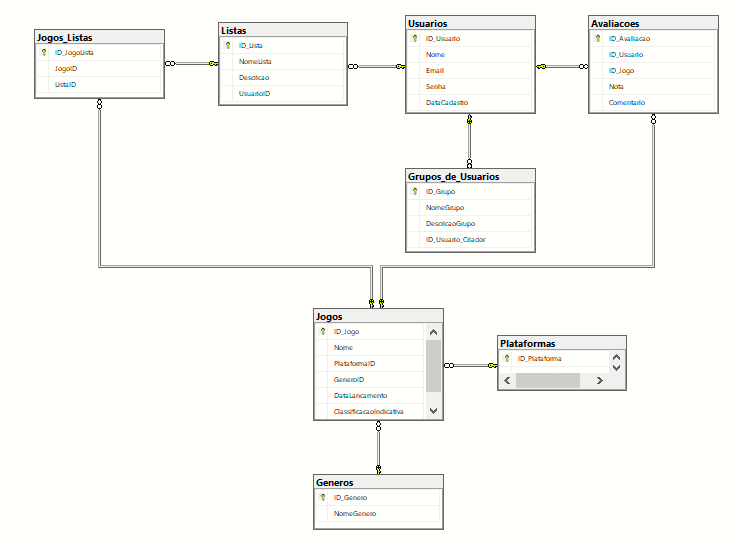 Jogos_Listas
ID_JogoLista
JogoID
ListaID
Listas
ID_Lista
NomeLista
Descricao
UsuarioID
Usuarios
ID_Usuario
Nome
Email
Senha
DataCadastro
Avaliacoes
ID_Avaliacao
ID_Usuario
ID_Jogo
Nota
Comentario
Grupos_de_Usuarios
ID_Grupo
NomeGrupo
DescricaoGrupo
ID_Usuario_Criador
Jogos
ID_Jogo
Nome
PlataformaID
GeneroID
DataLancamento
ClassificacaoIndicativa
Plataformas
ID_Plataforma
Generos
ID_Genero
NomeGenero